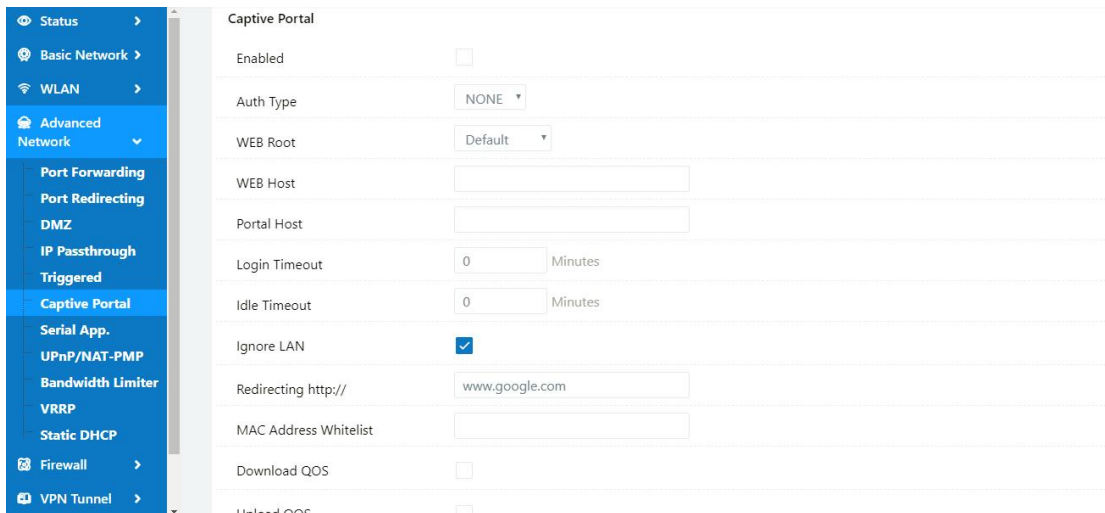 Status
Basic Network
WLAN
Advanced
Network
Port Forwarding
Port Redirecting
DMZ
IP Passthrough
Triggered
Captive Portal
Serial App.
UPnP/NAT-PMP
Bandwidth Limiter
VRRP
Static DHCP
Firewall
VPN Tunnel
Captive Portal
Enabled
Auth Type NONE
WEB Root Default
WEB Host
Portal Host
Login Timeout 0 Minutes
Idle Timeout 0 Minutes
Ignore LAN
Redirecting http:// www.google.com
MAC Address Whitelist
Download QOS
Upload QOS